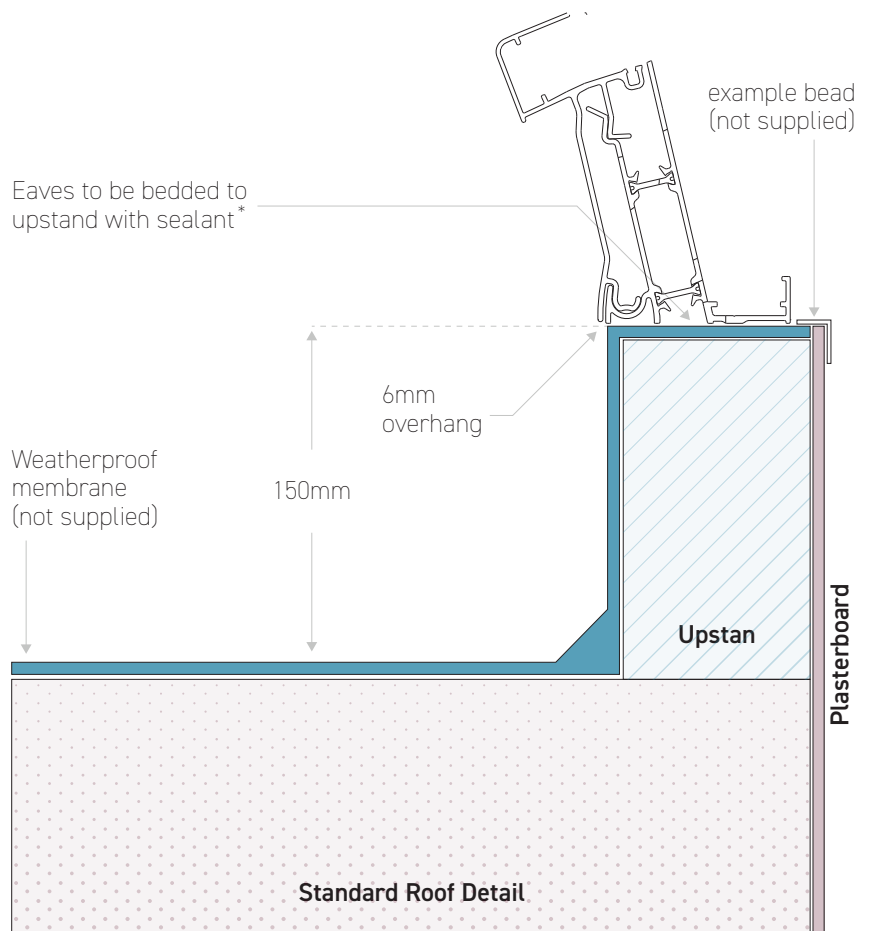 example bead
(not supplied)
Eaves to be bedded to
upstand with sealant*
6mm
overhang
Weatherproof
membrane
(not supplied)
150mm
Upstan
Plasterboard
Standard Roof Detail